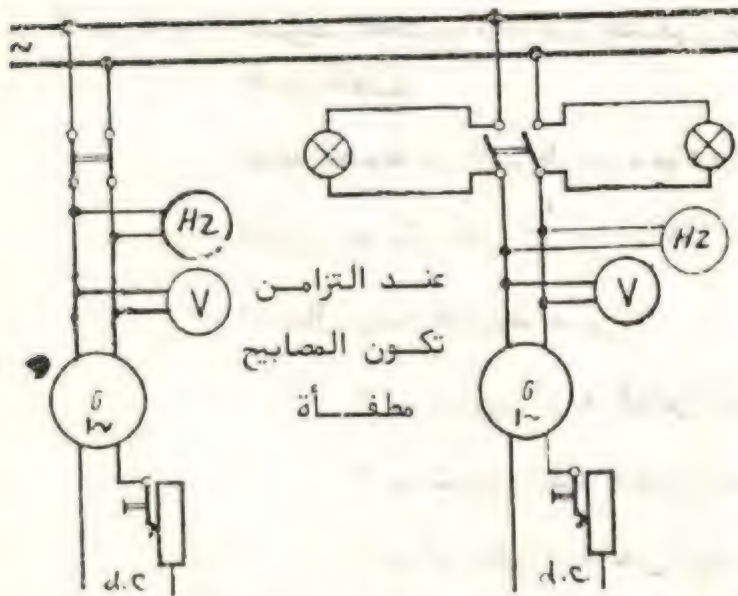 ~
Hz
Hz
V
V
عند التزامن
تكون المصابيح
مطفأة
G
1~
G
1~
d.c
d.c